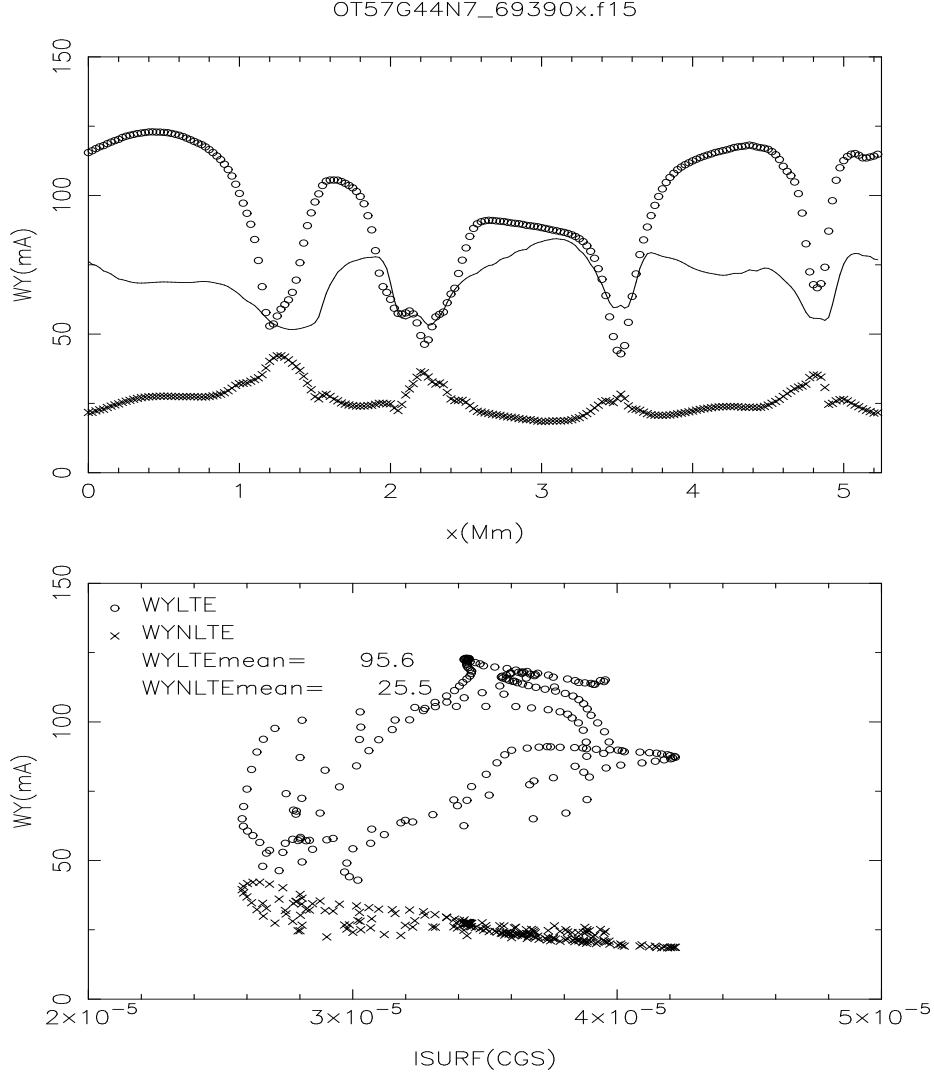 OT57G44N7_69390x.f15
150
100
50
0
WY(mA)
0 1 2 3 4 5
x(Mm)
150
100
50
0
WY(mA)
WYLTE
WYNLTE
WYLTEmean= 95.6
WYNLTEmean= 25.5
2×10⁻⁵ 3×10⁻⁵ 4×10⁻⁵ 5×10⁻⁵
ISURF(CGS)